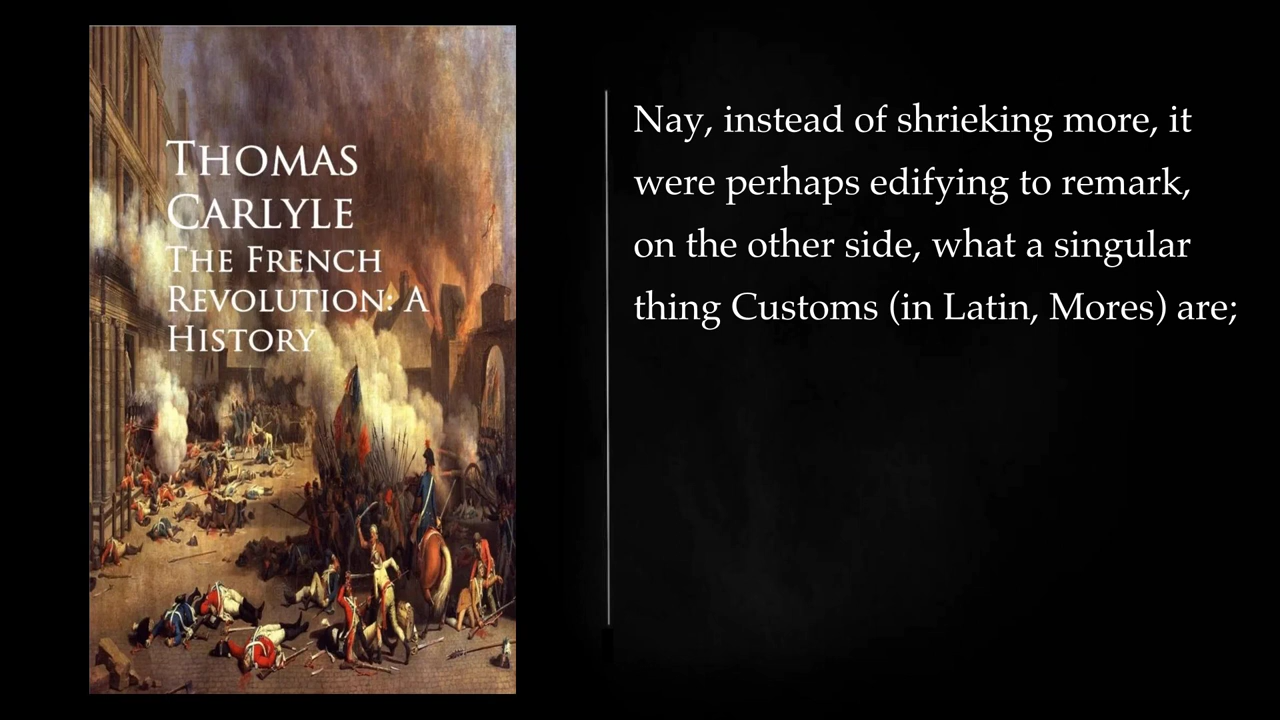 THOMAS
CARLYLE
THE FRENCH
REVOLUTION: A
HISTORY
Nay, instead of shrieking more, it
were perhaps edifying to remark,
on the other side, what a singular
thing Customs (in Latin, Mores) are;